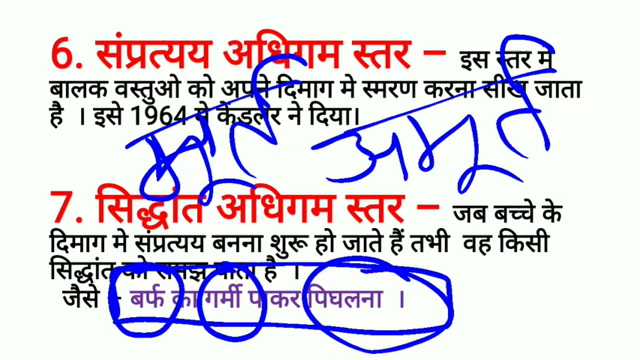 6. संप्रत्यय अधिगम स्तर – इस स्तर मे
बालक वस्तुओ को अपने दिमाग मे स्मरण करना सीख जाता
है । इसे 1964 मे केंडलर ने दिया।
मूर्त अमूर्त
7. सिद्धांत अधिगम स्तर – जब बच्चे के
दिमाग मे संप्रत्यय बनना शुरू हो जाते हैं तभी वह किसी
सिद्धांत को समझ पाता है ।
जैसे – बर्फ का गर्मी पाकर पिघलना ।